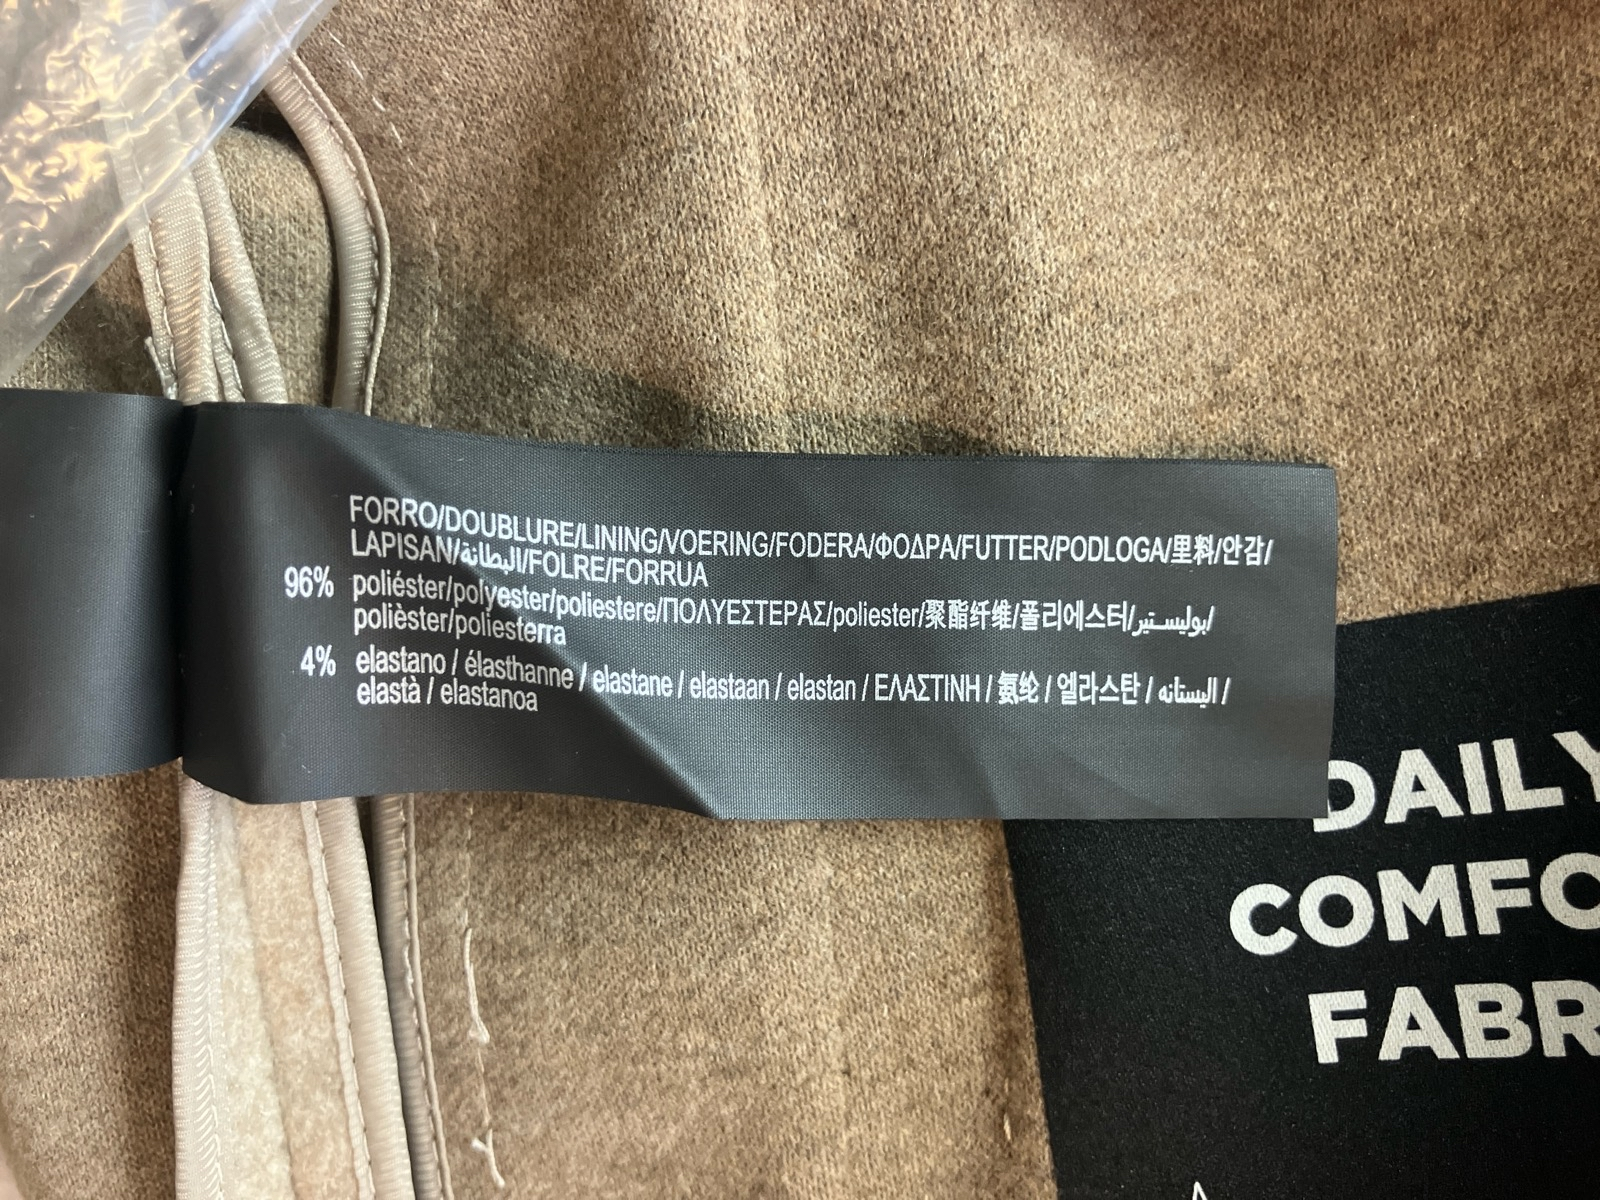 FORRO/DOUBLURE/LINING/VOERING/FODERA/ΦΟΔΡΑ/FUTTER/PODLOGA/里料/안감/
LAPISAN/البطانة/FOLRE/FORRUA
96% poliéster/polyester/poliestere/ΠΟΛΥΕΣΤΕΡΑΣ/poliester/聚酯纤维/폴리에스터/بوليستير/
polièster/poliesterra
4% elastano / élasthanne / elastane / elastaan / elastan / ΕΛΑΣΤΙΝΗ / 氨纶 / 엘라스탄 / اليستانه /
elastà / elastanoa
DAILY
COMFO
FABR